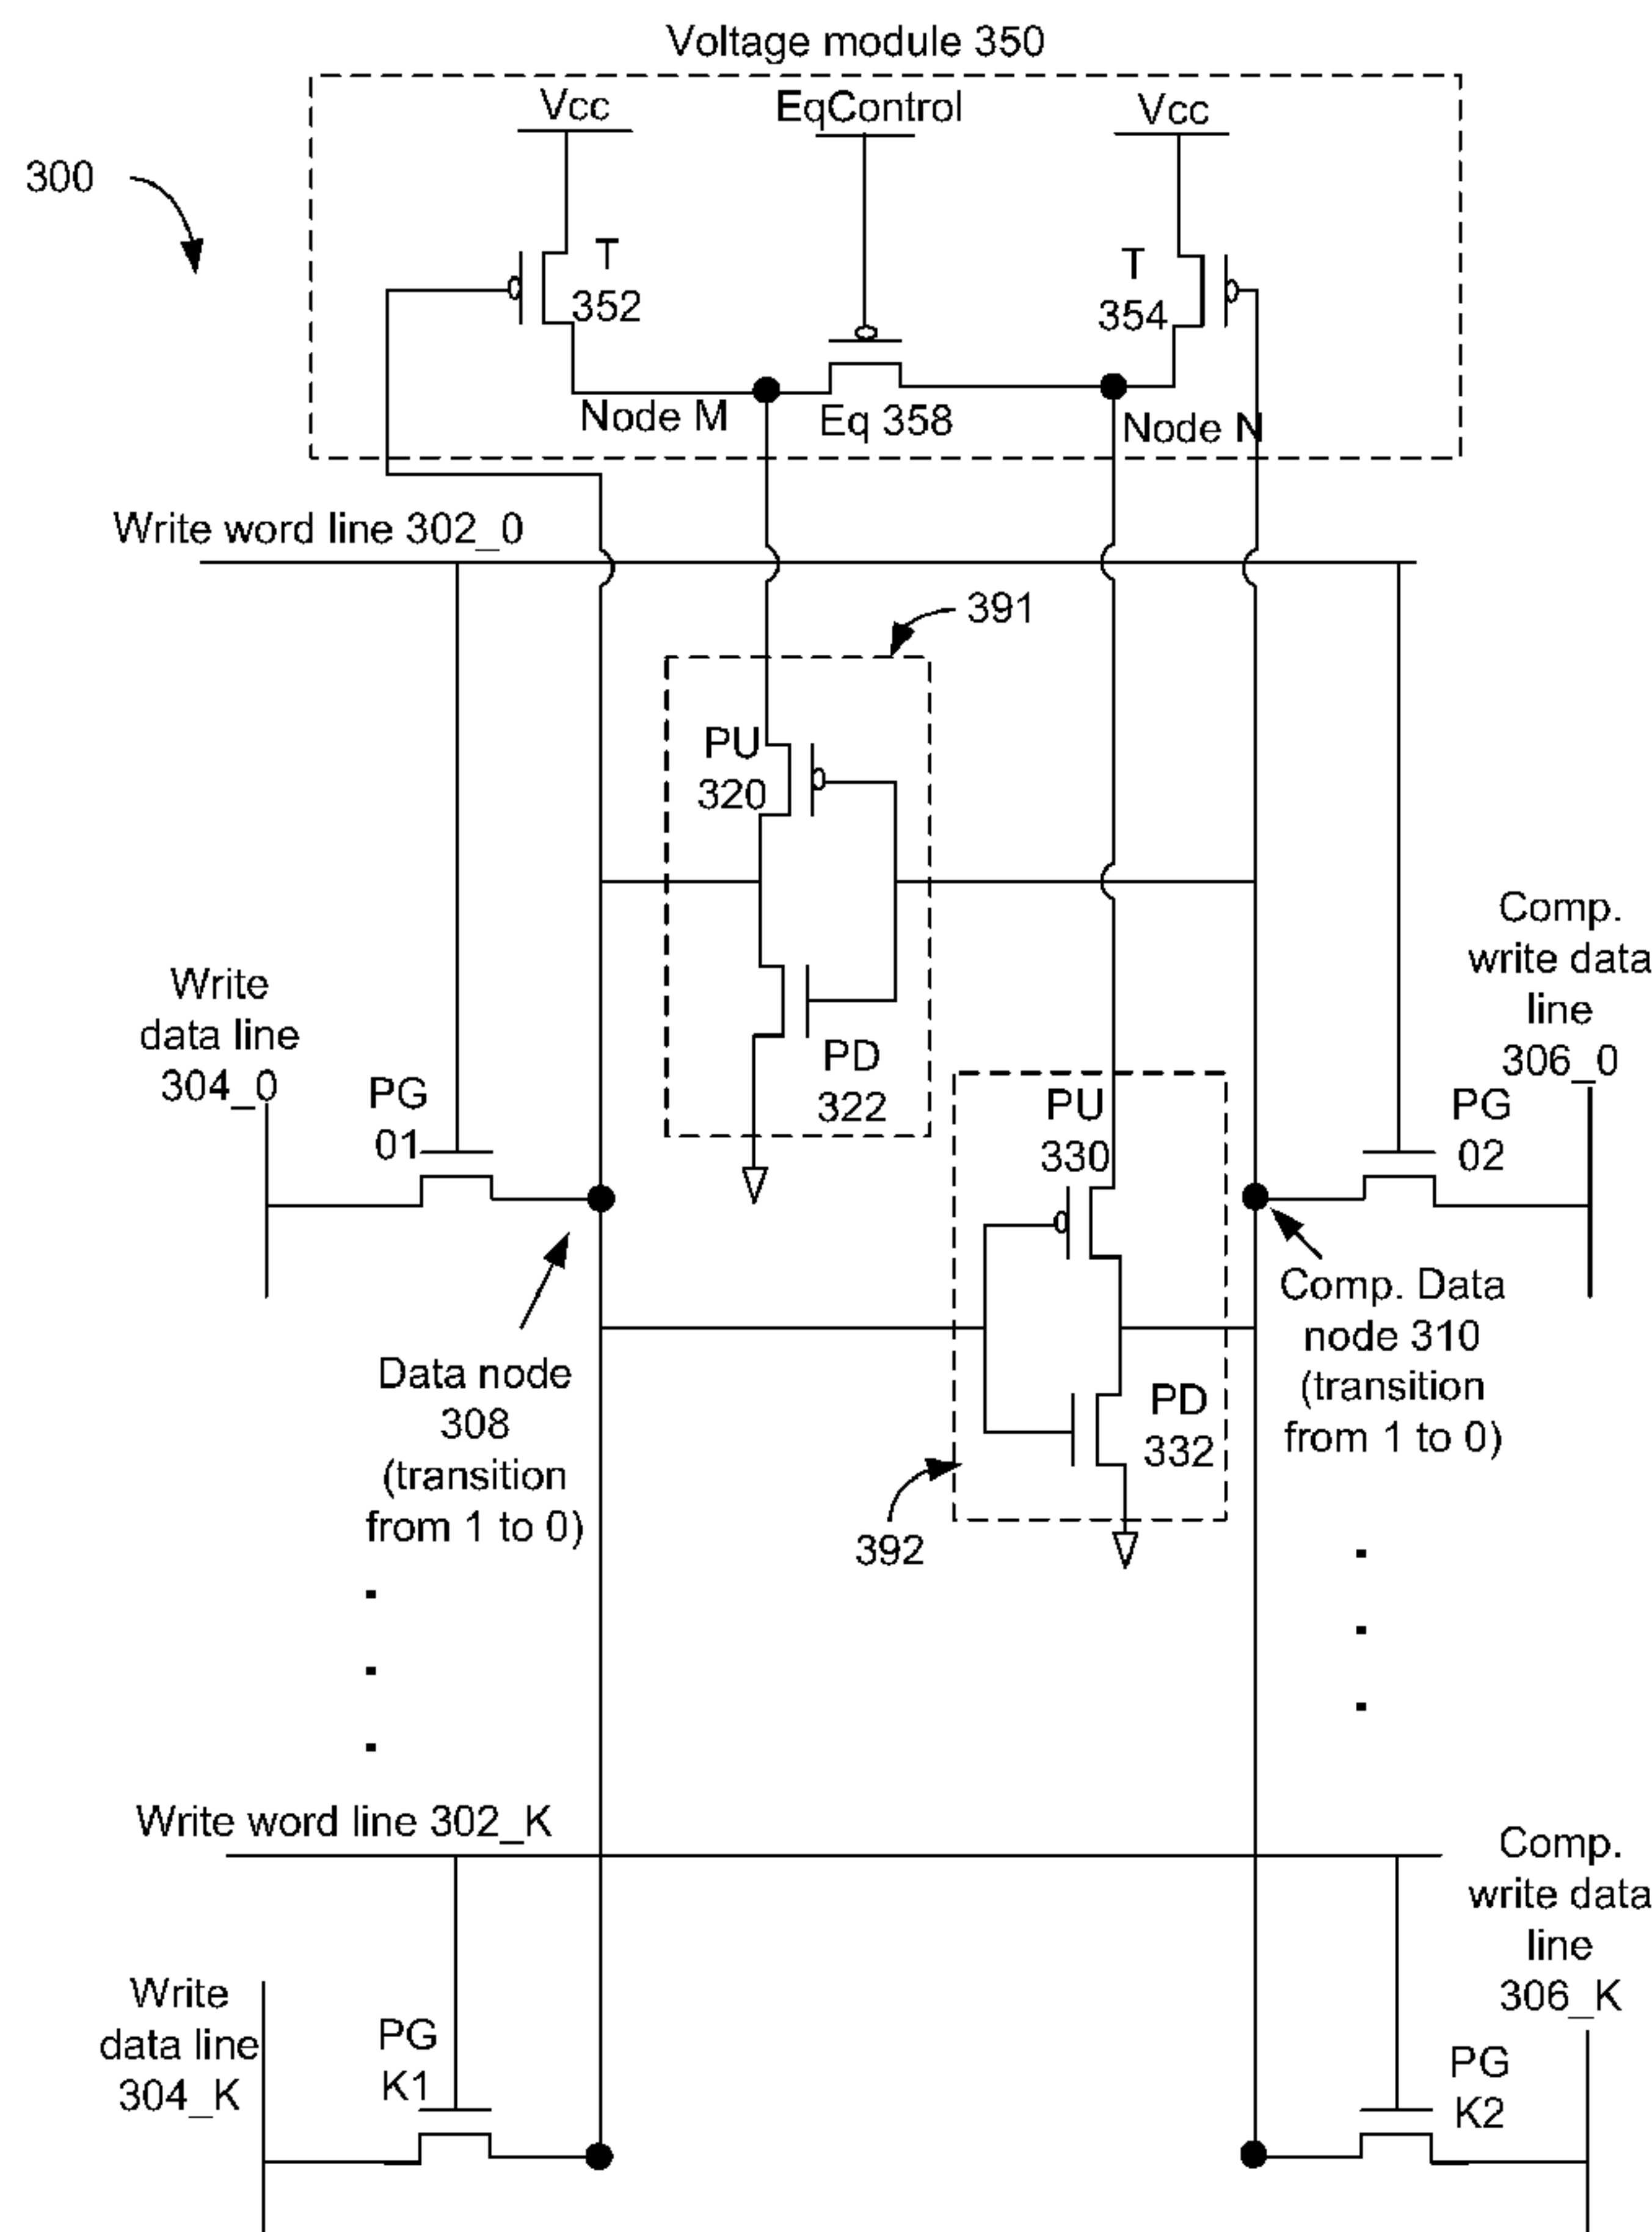 Voltage module 350
Vcc
EqControl
Vcc
300
T
352
T
354
Node M
Eq 358
Node N
Write word line 302_0
391
PU
320
Comp.
write data
line
306_0
Write
data line
304_0
PG
01
PD
322
PU
330
PG
02
Comp. Data
node 310
(transition
from 1 to 0)
Data node
308
(transition
from 1 to 0)
PD
332
392
Write word line 302_K
Comp.
write data
line
306_K
Write
data line
304_K
PG
K1
PG
K2